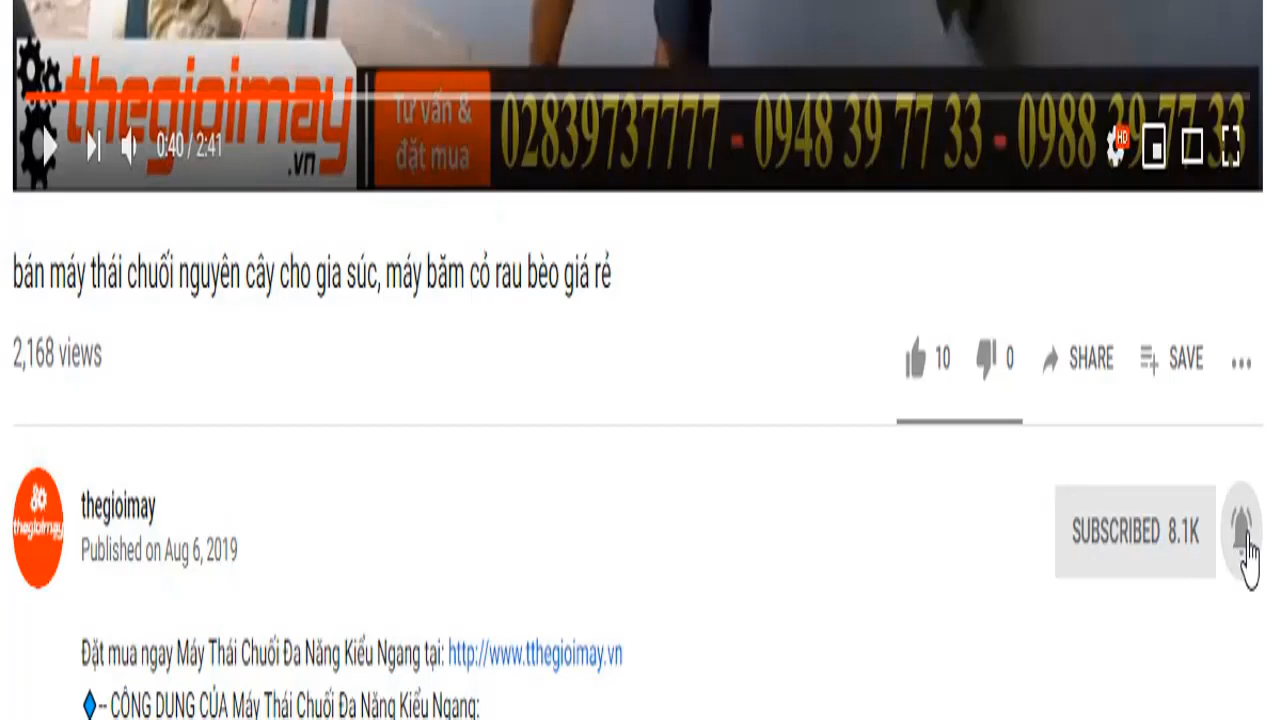 thegioimay
.vn
Tư vấn &
đặt mua
02839737777 - 0948 39 77 33 - 0988 39 77 33
0:40 / 2:41
HD
bán máy thái chuối nguyên cây cho gia súc, máy băm cỏ rau bèo giá rẻ
2,168 views
10
0
SHARE
SAVE
thegioimay
thegioimay
Published on Aug 6, 2019
SUBSCRIBED 8.1K
Đặt mua ngay Máy Thái Chuối Đa Năng Kiểu Ngang tại: http://www.tthegioimay.vn
-- CÔNG DỤNG CỦA Máy Thái Chuối Đa Năng Kiểu Ngang: